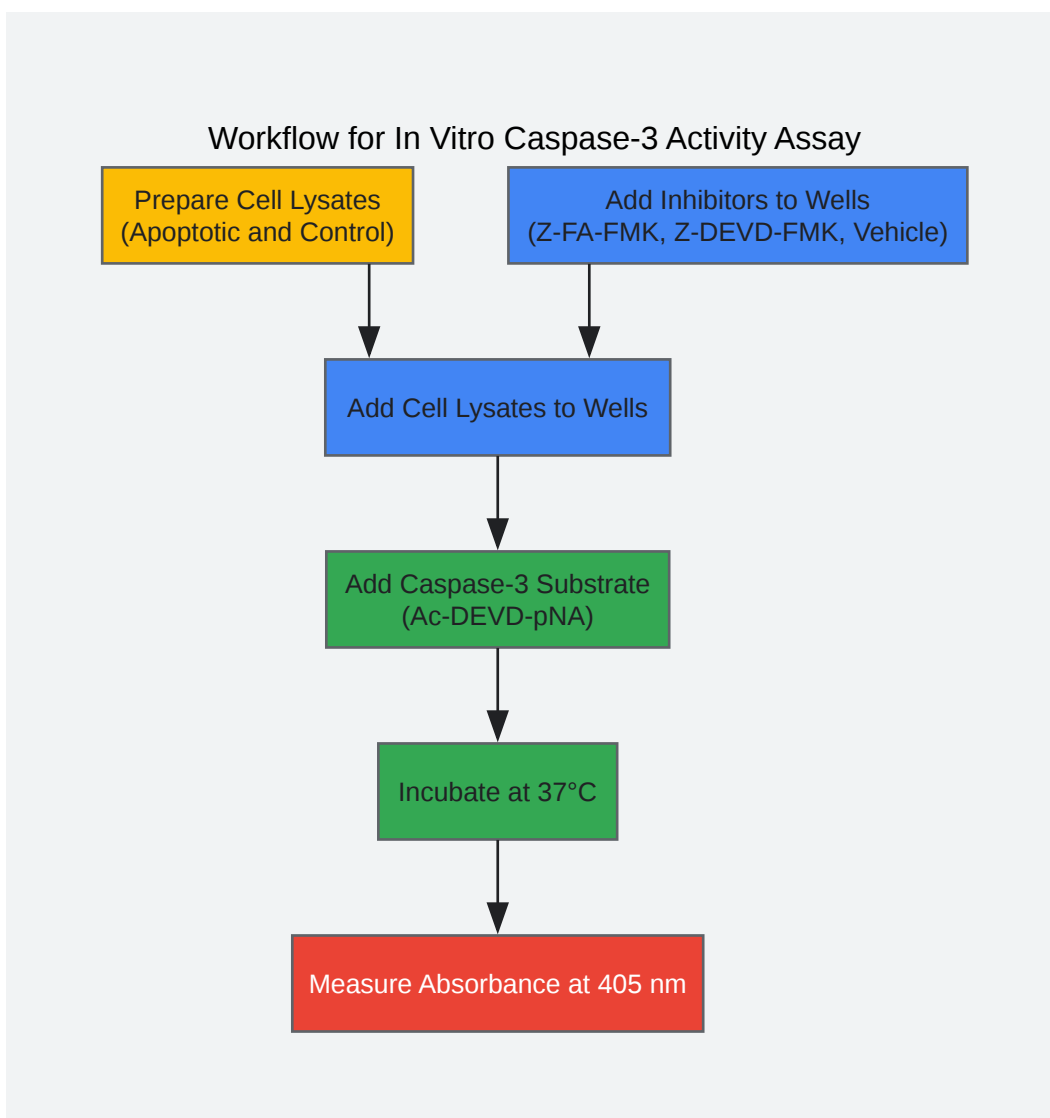 Workflow for In Vitro Caspase-3 Activity Assay
Prepare Cell Lysates
(Apoptotic and Control)
Add Inhibitors to Wells
(Z-FA-FMK, Z-DEVD-FMK, Vehicle)
Add Cell Lysates to Wells
Add Caspase-3 Substrate
(Ac-DEVD-pNA)
Incubate at 37°C
Measure Absorbance at 405 nm